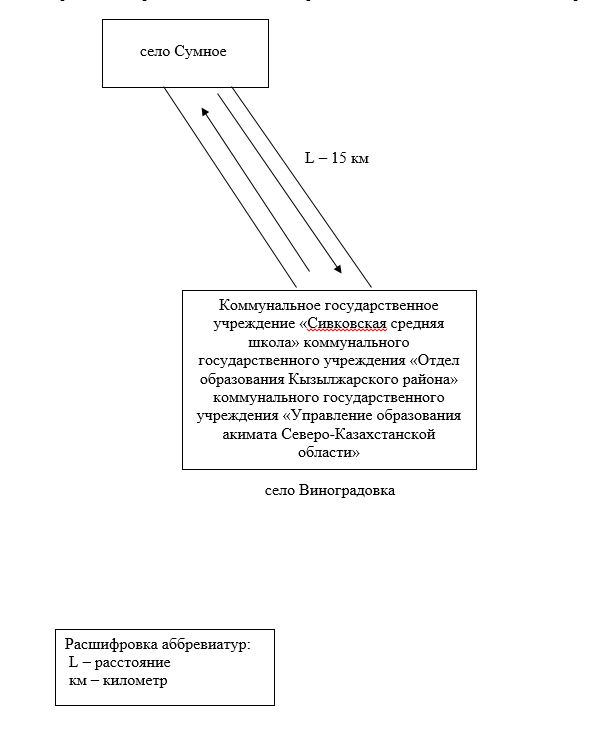 село Сумное
L – 15 км
Коммунальное государственное
учреждение «Сивковская средняя
школа» коммунального
государственного учреждения «Отдел
образования Кызылжарского района»
коммунального государственного
учреждения «Управление образования
акимата Северо-Казахстанской
области»
село Виноградовка
Расшифровка аббревиатур:
L – расстояние
км – километр